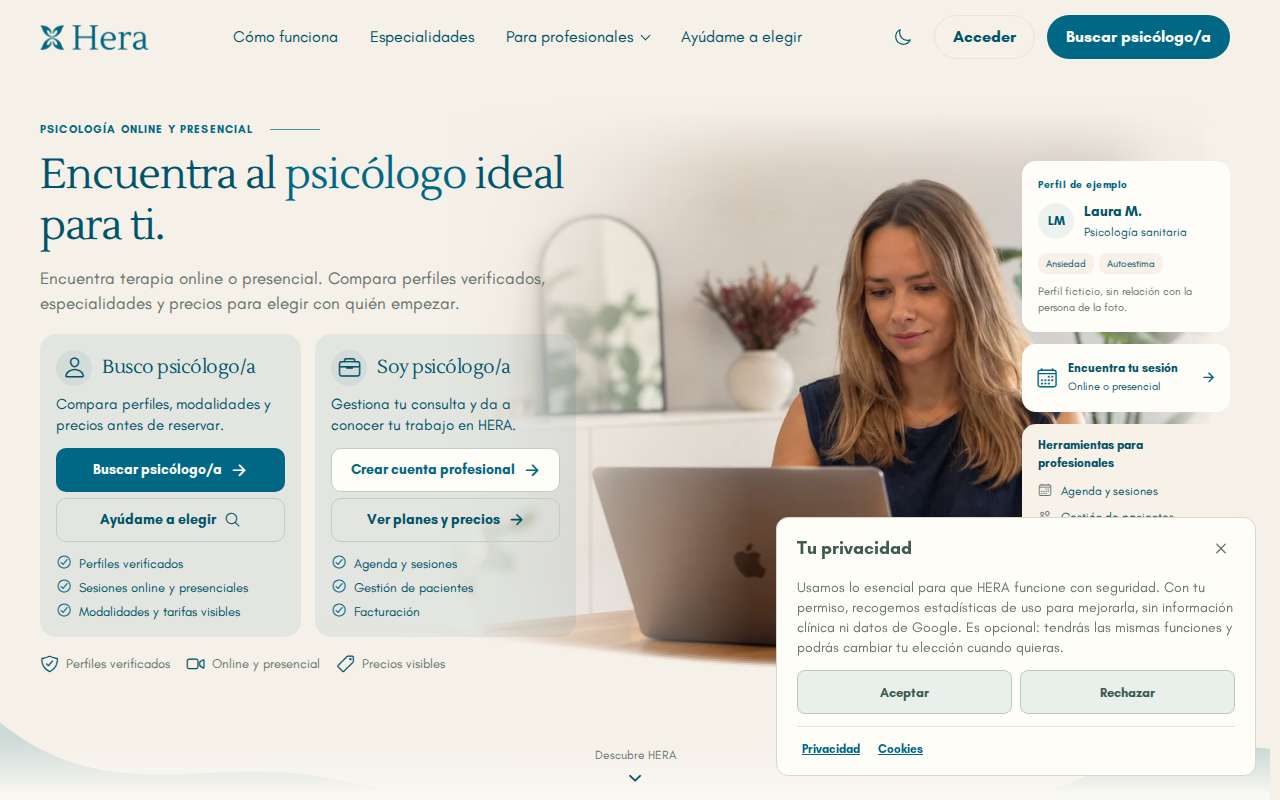 Hera
Cómo funciona
Especialidades
Para profesionales
Ayúdame a elegir
Acceder
Buscar psicólogo/a
PSICOLOGÍA ONLINE Y PRESENCIAL
Encuentra al psicólogo ideal
para ti.
Encuentra terapia online o presencial. Compara perfiles verificados,
especialidades y precios para elegir con quién empezar.
Busco psicólogo/a
Compara perfiles, modalidades y
precios antes de reservar.
Buscar psicólogo/a
Ayúdame a elegir
Perfiles verificados
Sesiones online y presenciales
Modalidades y tarifas visibles
Soy psicólogo/a
Gestiona tu consulta y da a
conocer tu trabajo en HERA.
Crear cuenta profesional
Ver planes y precios
Agenda y sesiones
Gestión de pacientes
Facturación
Perfiles verificados
Online y presencial
Precios visibles
Perfil de ejemplo
LM
Laura M.
Psicología sanitaria
Ansiedad
Autoestima
Perfil ficticio, sin relación con la
persona de la foto.
Encuentra tu sesión
Online o presencial
Herramientas para
profesionales
Agenda y sesiones
Gestión de pacientes
Tu privacidad
Usamos lo esencial para que HERA funcione con seguridad. Con tu
permiso, recogemos estadísticas de uso para mejorarla, sin información
clínica ni datos de Google. Es opcional: tendrás las mismas funciones y
podrás cambiar tu elección cuando quieras.
Aceptar
Rechazar
Privacidad
Cookies
Descubre HERA